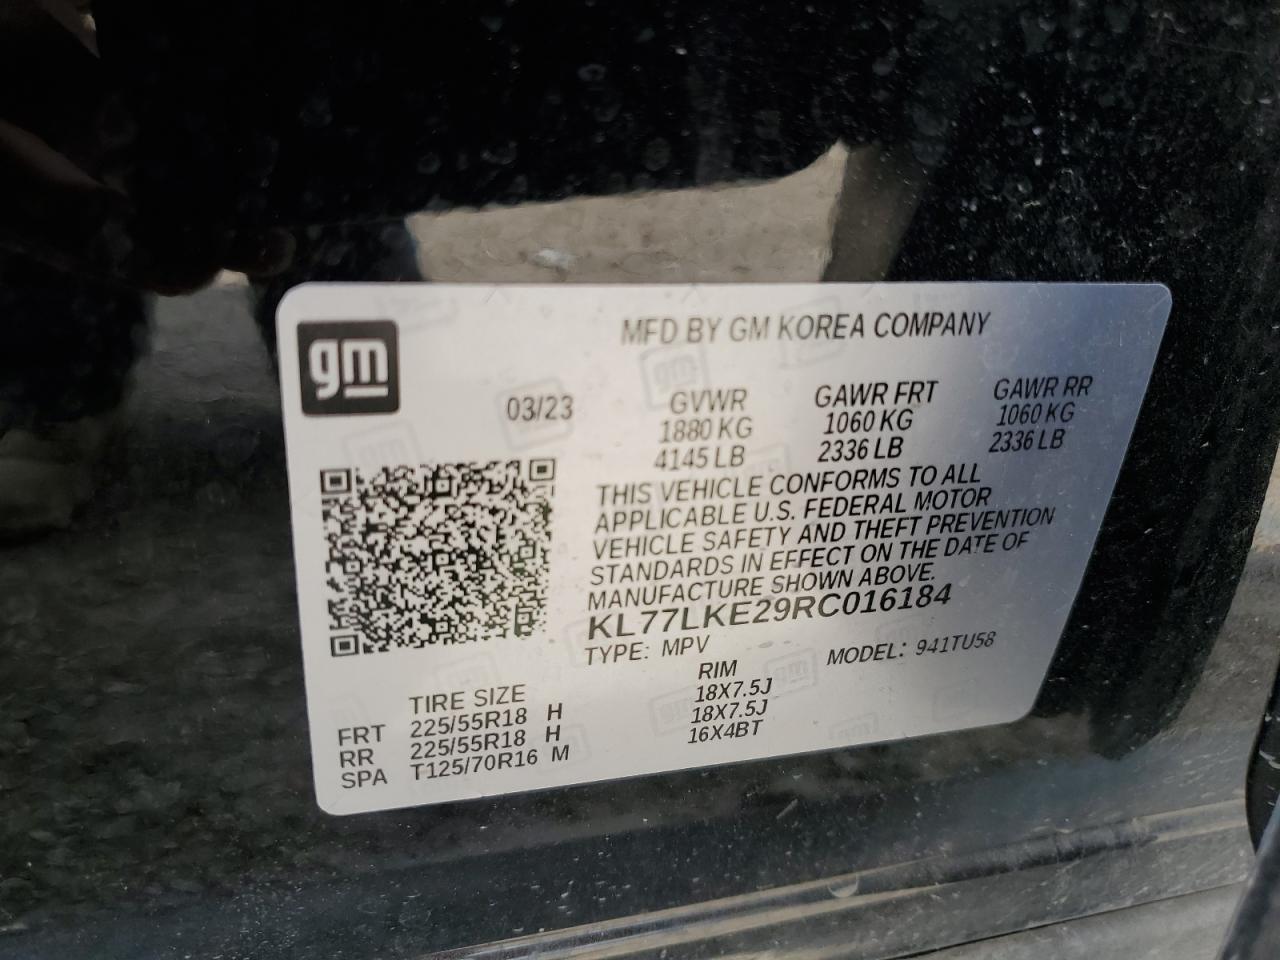 gm
MFD BY GM KOREA COMPANY
03/23
GVWR GAWR FRT GAWR RR
1880 KG 1060 KG 1060 KG
4145 LB 2336 LB 2336 LB
THIS VEHICLE CONFORMS TO ALL
APPLICABLE U.S. FEDERAL MOTOR
VEHICLE SAFETY AND THEFT PREVENTION
STANDARDS IN EFFECT ON THE DATE OF
MANUFACTURE SHOWN ABOVE.
KL77LKE29RC016184
TYPE: MPV MODEL: 941TU58
TIRE SIZE RIM
FRT 225/55R18 H 18X7.5J
RR 225/55R18 H 18X7.5J
SPA T125/70R16 M 16X4BT